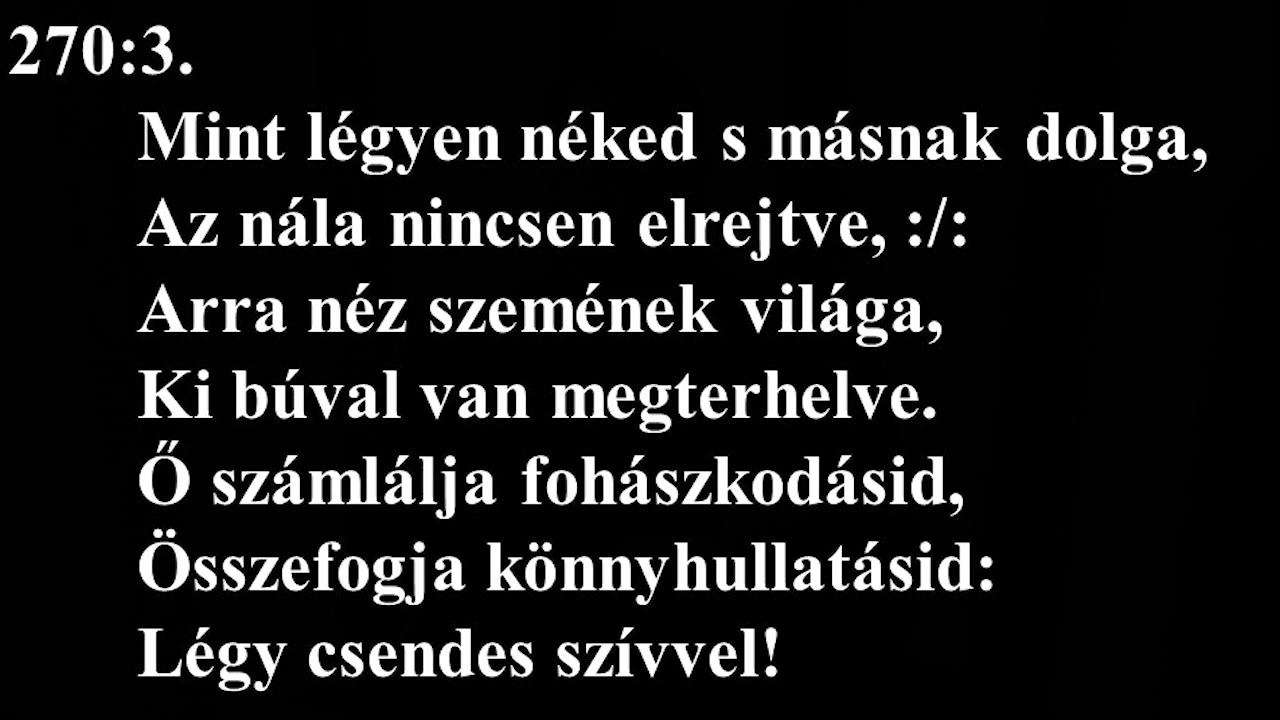 270:3.
Mint légyen néked s másnak dolga,
Az nála nincsen elrejtve, :/:
Arra néz szemének világa,
Ki búval van megterhelve.
Ő számlálja fohászkodásid,
Összefogja könnyhullatásid:
Légy csendes szívvel!